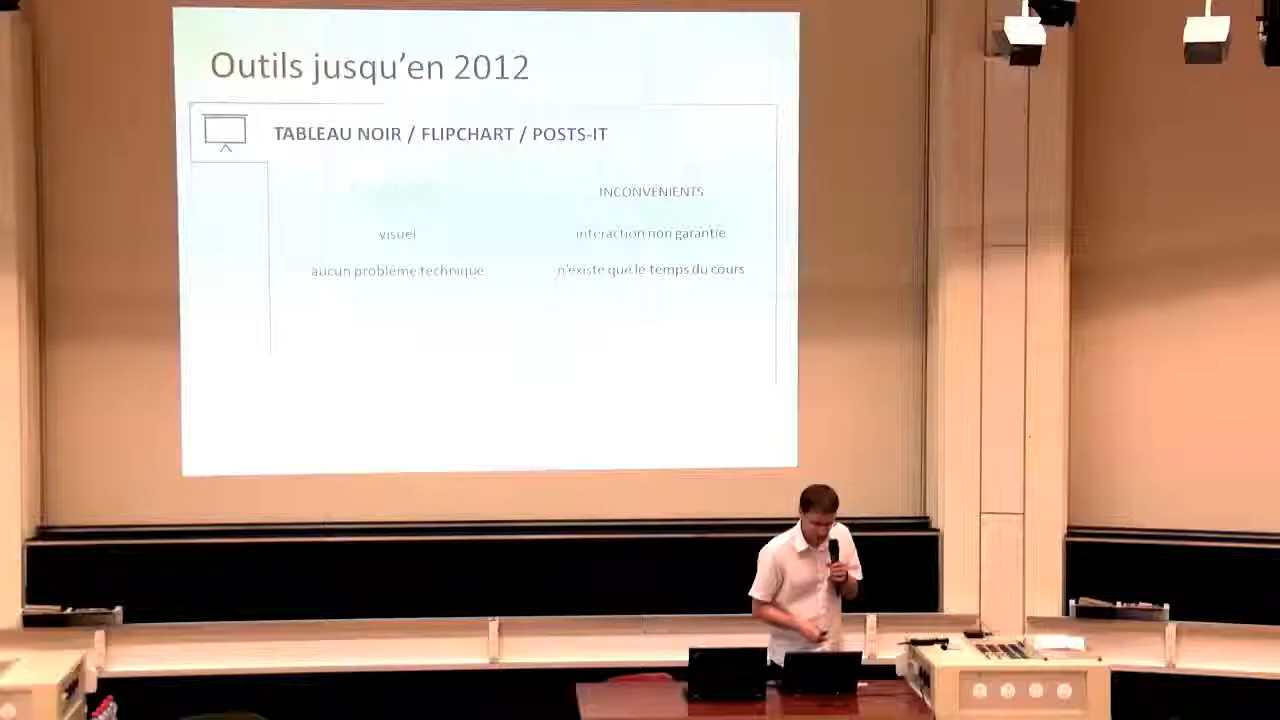 Outils jusqu'en 2012
TABLEAU NOIR / FLIPCHART / POSTS-IT
INCONVÉNIENTS
visuel
interaction non garantie
aucun problème technique
n'existe que le temps du cours